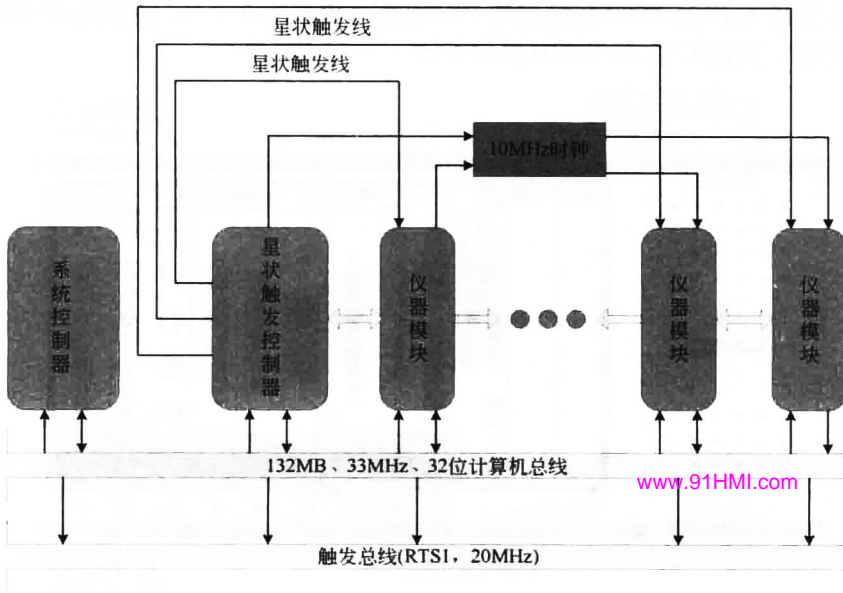 星状触发线
星状触发线
10MHz时钟
系统控制器
星状触发控制器
仪器模块
仪器模块
仪器模块
132MB、33MHz、32位计算机总线
www.91HMI.com
触发总线(RTS1，20MHz)